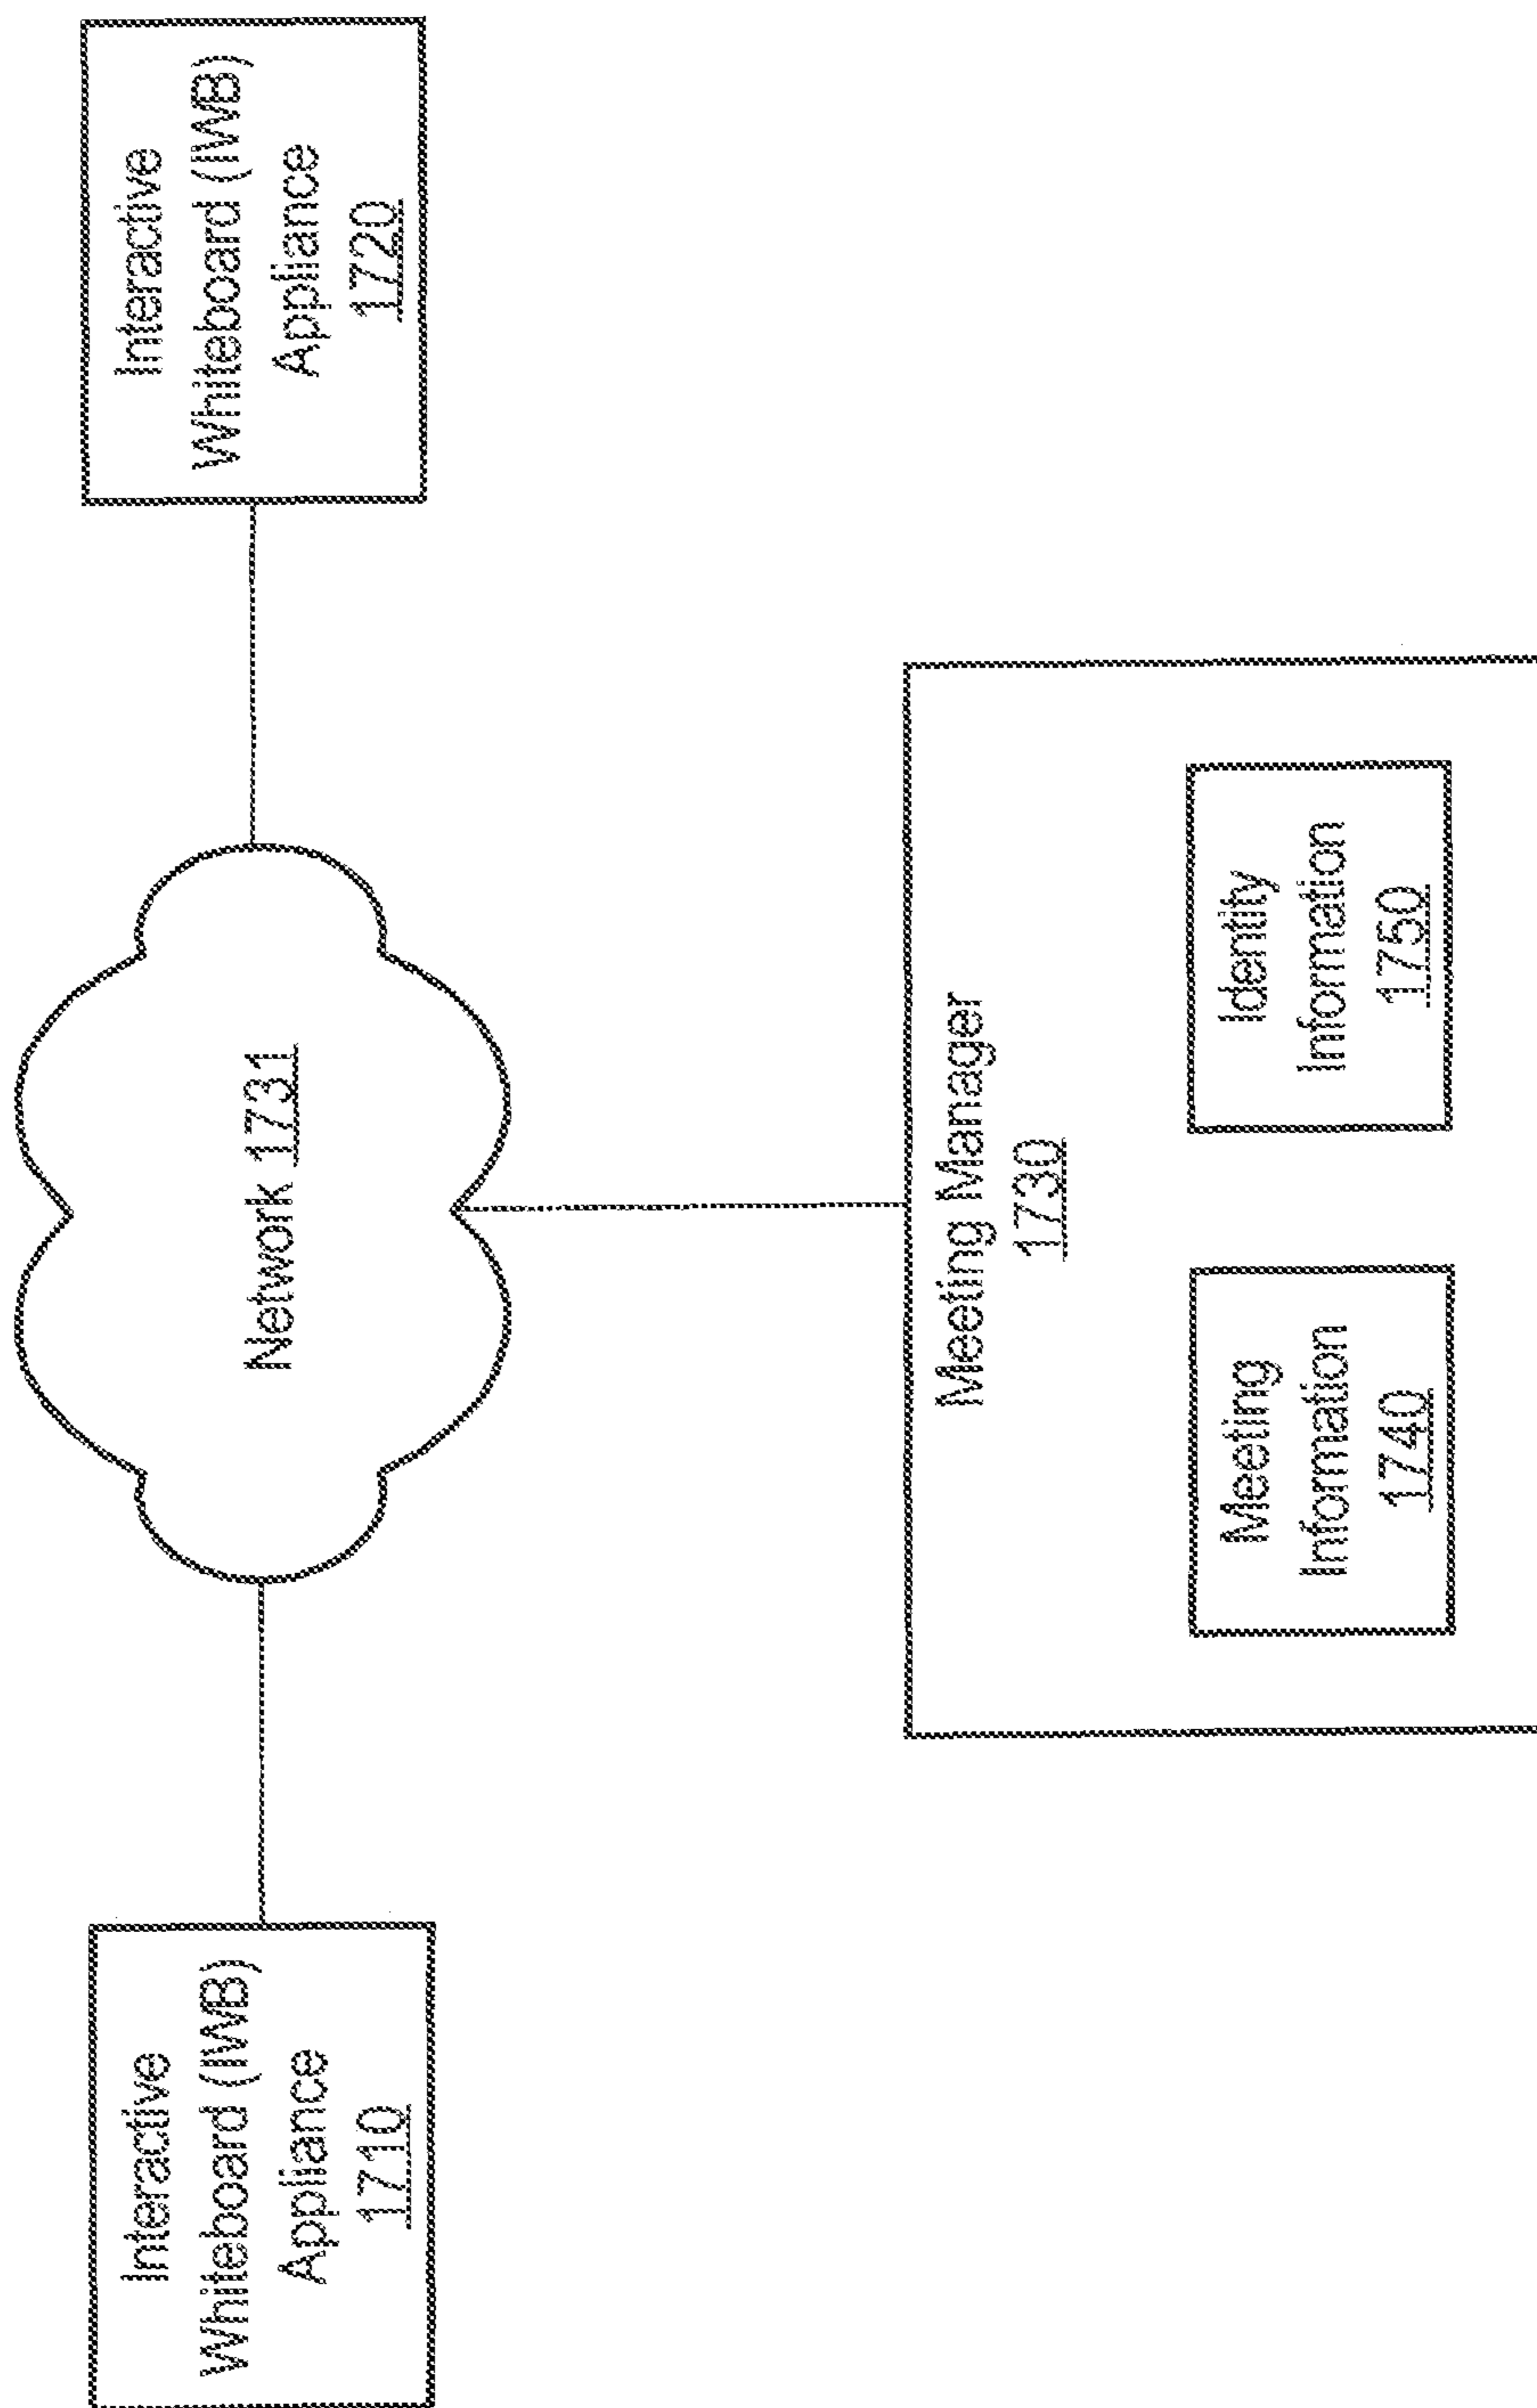 Interactive
Whiteboard (IWB)
Appliance
1710
Network 1731
Interactive
Whiteboard (IWB)
Appliance
1720
Meeting Manager
1730
Meeting
Information
1740
Identity
Information
1750